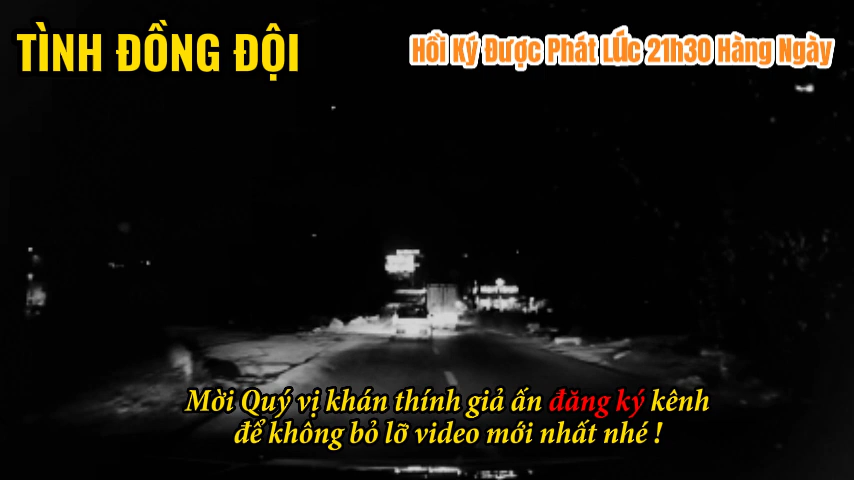 TÌNH ĐỒNG ĐỘI
Hồi Ký Được Phát Lức 21h30 Hàng Ngày
Mời Quý vị khán thính giả ấn đăng ký kênh
để không bỏ lỡ video mới nhất nhé !